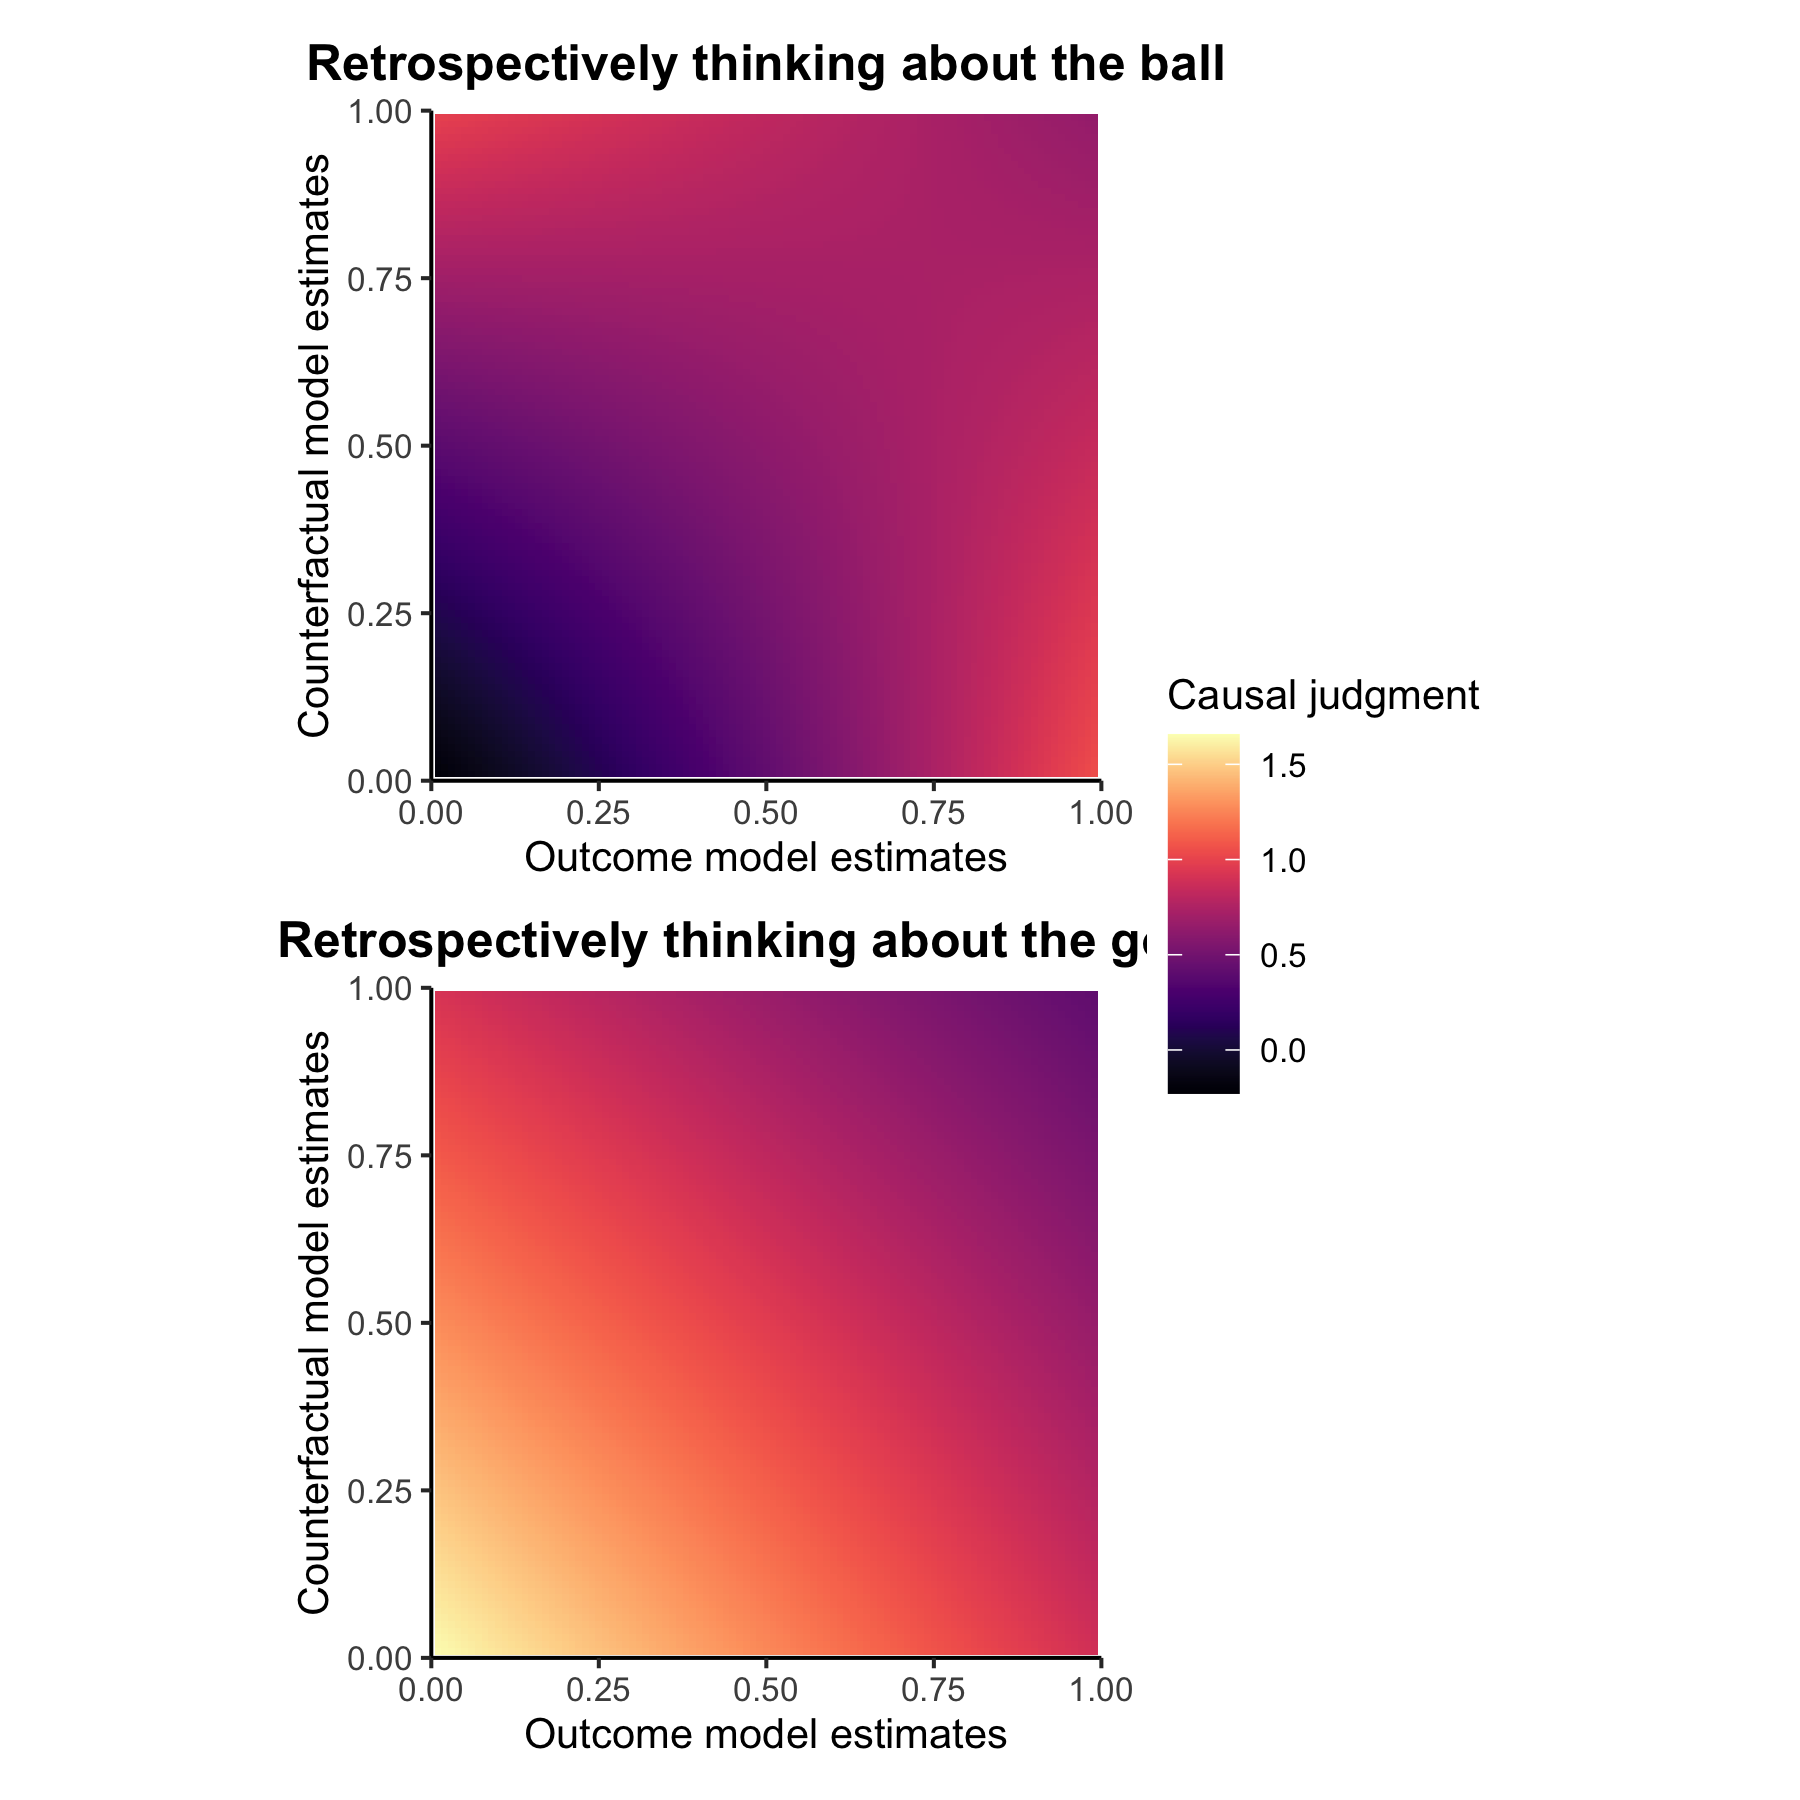 Retrospectively thinking about the ball
1.00
0.75
0.50
0.25
0.00
Counterfactual model estimates
0.00 0.25 0.50 0.75 1.00
Outcome model estimates
Causal judgment
1.5
1.0
0.5
0.0
Retrospectively thinking about the
1.00
0.75
0.50
0.25
0.00
Counterfactual model estimates
0.00 0.25 0.50 0.75 1.00
Outcome model estimates